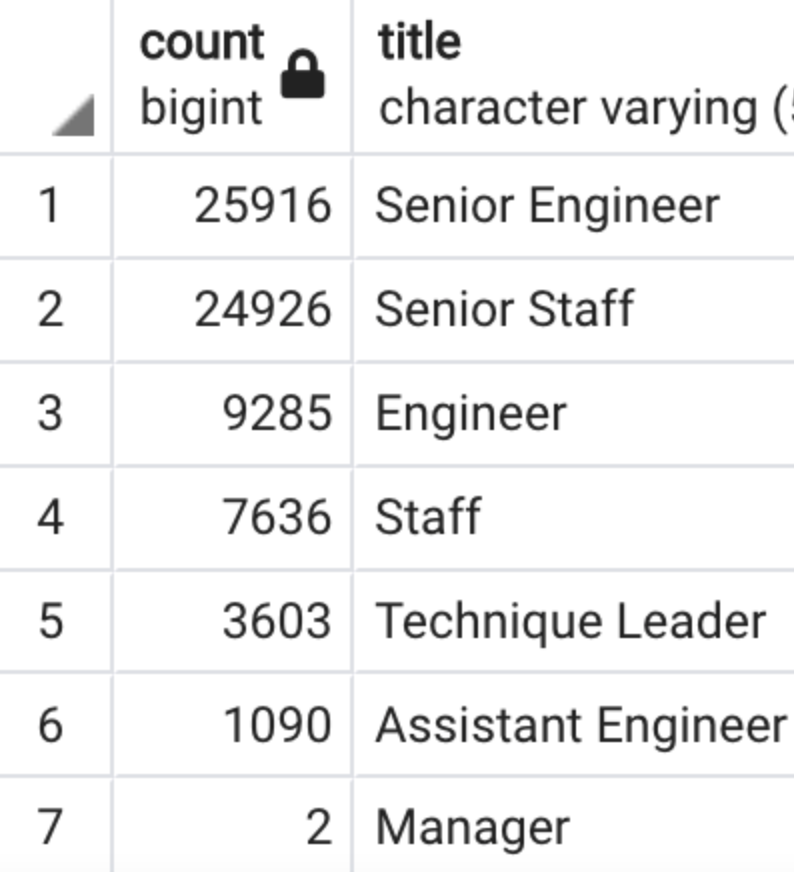 count title
bigint character varying (
1 25916 Senior Engineer
2 24926 Senior Staff
3 9285 Engineer
4 7636 Staff
5 3603 Technique Leader
6 1090 Assistant Engineer
7 2 Manager